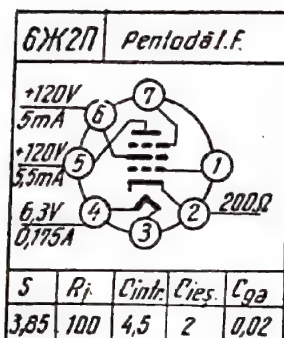 6Ж2П Pentodă I.F.
+120V
5mA
+120V
5,5mA
6,3V
0,175A
200Ω
7
6
5
1
4
2
3
S Ri Cintr. Cieş. Cga
3,85 100 4,5 2 0,02